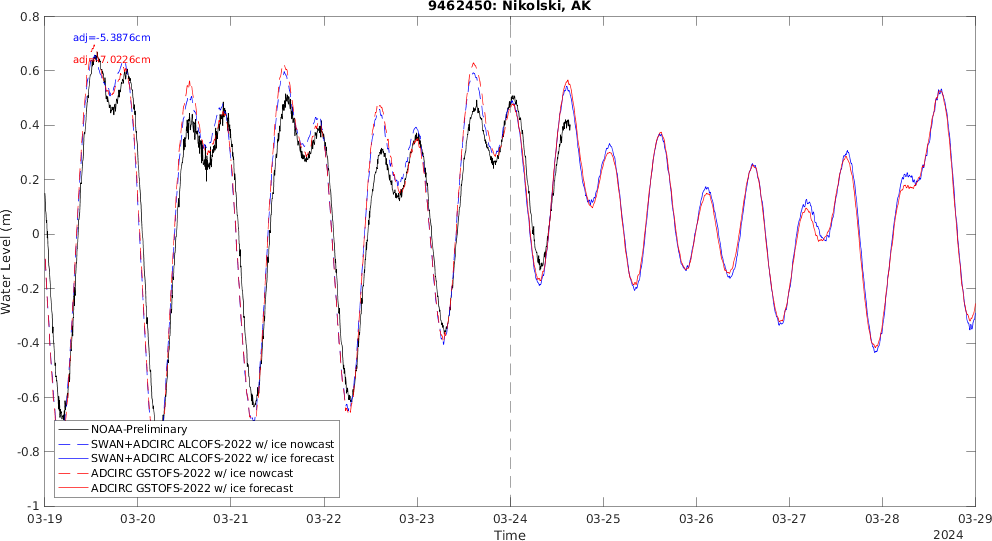 9462450: Nikolski, AK
adj=-5.3876cm
adj=-7.0226cm
Water Level (m)
0.8
0.6
0.4
0.2
0
-0.2
-0.4
-0.6
-0.8
-1
NOAA-Preliminary
SWAN+ADCIRC ALCOFS-2022 w/ ice nowcast
SWAN+ADCIRC ALCOFS-2022 w/ ice forecast
ADCIRC GSTOFS-2022 w/ ice nowcast
ADCIRC GSTOFS-2022 w/ ice forecast
03-19 03-20 03-21 03-22 03-23 03-24 03-25 03-26 03-27 03-28 03-29
Time
2024